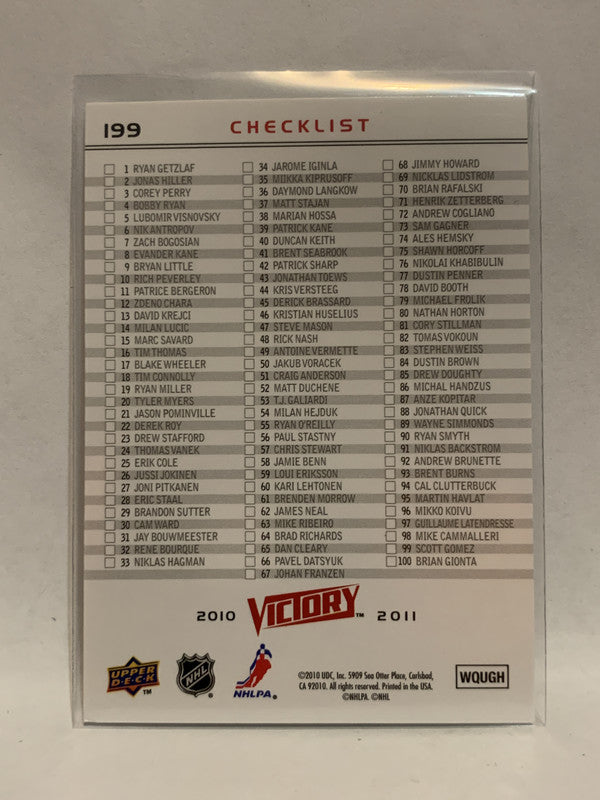 199
CHECKLIST
1 RYAN GETZLAF
2 JONAS HILLER
3 COREY PERRY
4 BOBBY RYAN
5 LUBOMIR VISNOVSKY
6 NIK ANTROPOV
7 ZACH BOGOSIAN
8 EVANDER KANE
9 BRYAN LITTLE
10 RICH PEVERLEY
11 PATRICE BERGERON
12 ZDENO CHARA
13 DAVID KREJCI
14 MILAN LUCIC
15 MARC SAVARD
16 TIM THOMAS
17 BLAKE WHEELER
18 TIM CONNOLLY
19 RYAN MILLER
20 TYLER MYERS
21 JASON POMINVILLE
22 DEREK ROY
23 DREW STAFFORD
24 THOMAS VANEK
25 ERIK COLE
26 JUSSI JOKINEN
27 JONI PITKANEN
28 ERIC STAAL
29 BRANDON SUTTER
30 CAM WARD
31 JAY BOUWMEESTER
32 RENE BOURQUE
33 NIKLAS HAGMAN
34 JAROME IGINLA
35 MIIKKA KIPRUSOFF
36 DAYMOND LANGKOW
37 MATT STAJAN
38 MARIAN HOSSA
39 PATRICK KANE
40 DUNCAN KEITH
41 BRENT SEABROOK
42 PATRICK SHARP
43 JONATHAN TOEWS
44 KRIS VERSTEEG
45 DERICK BRASSARD
46 KRISTIAN HUSELIUS
47 STEVE MASON
48 RICK NASH
49 ANTOINE VERMETTE
50 JAKUB VORACEK
51 CRAIG ANDERSON
52 MATT DUCHENE
53 T.J. GALIARDI
54 MILAN HEJDUK
55 RYAN O'REILLY
56 PAUL STASTNY
57 CHRIS STEWART
58 JAMIE BENN
59 LOUI ERIKSSON
60 KARI LEHTONEN
61 BRENDEN MORROW
62 JAMES NEAL
63 MIKE RIBEIRO
64 BRAD RICHARDS
65 DAN CLEARY
66 PAVEL DATSYUK
67 JOHAN FRANZEN
68 JIMMY HOWARD
69 NICKLAS LIDSTROM
70 BRIAN RAFALSKI
71 HENRIK ZETTERBERG
72 ANDREW COGLIANO
73 SAM GAGNER
74 ALES HEMSKY
75 SHAWN HORCOFF
76 NIKOLAI KHABIBULIN
77 DUSTIN PENNER
78 DAVID BOOTH
79 MICHAEL FROLIK
80 NATHAN HORTON
81 CORY STILLMAN
82 TOMAS VOKOUN
83 STEPHEN WEISS
84 DUSTIN BROWN
85 DREW DOUGHTY
86 MICHAL HANDZUS
87 ANZE KOPITAR
88 JONATHAN QUICK
89 WAYNE SIMMONDS
90 RYAN SMYTH
91 NICKLAS BACKSTROM
92 ANDREW BRUNETTE
93 BRENT BURNS
94 CAL CLUTTERBUCK
95 MARTIN HAVLAT
96 MIKKO KOIVU
97 GUILLAUME LATENDRESSE
98 MIKE CAMMALLERI
99 SCOTT GOMEZ
100 BRIAN GIONTA
2010 VICTORY™ 2011
UPPER DECK™
NHL
NHLPA®
©2010 UDC, Inc. 5909 Sea Otter Place, Carlsbad,
CA 92010. All rights reserved. Printed in the USA.
©NHLPA. ©NHL
WQUGH